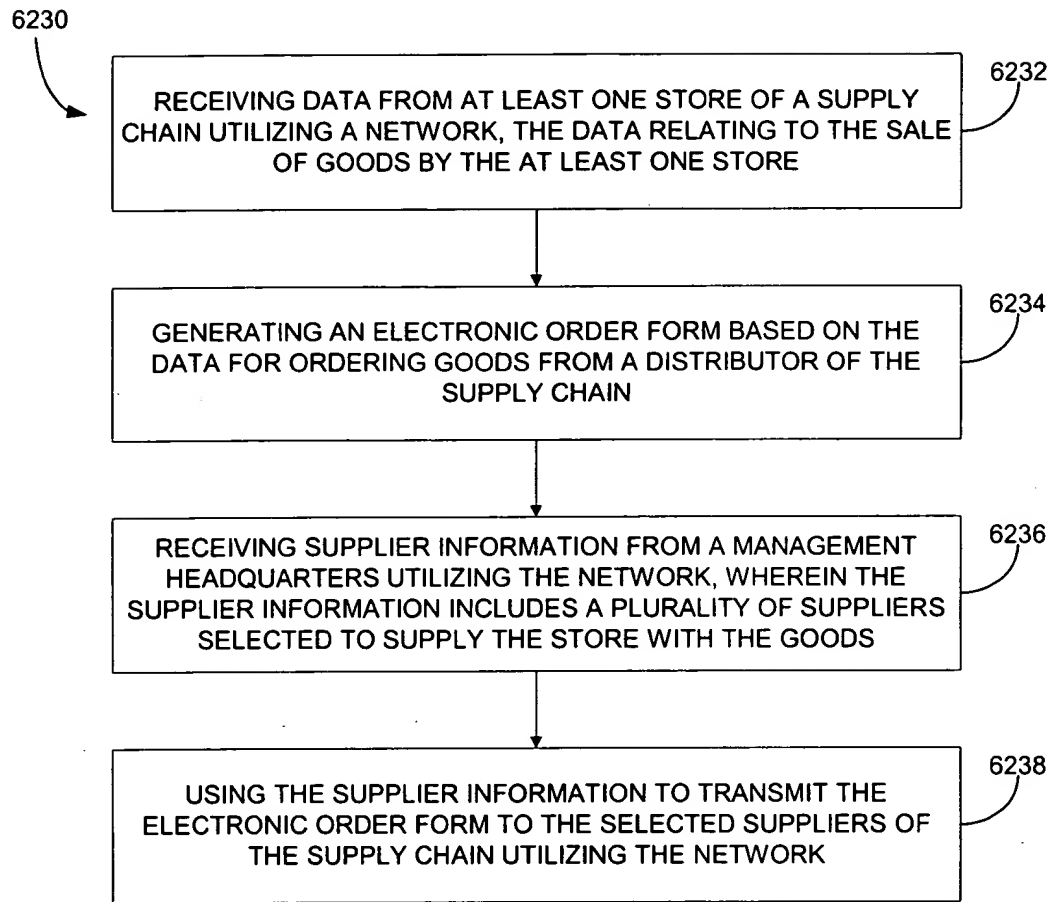 6230
6232
RECEIVING DATA FROM AT LEAST ONE STORE OF A SUPPLY
CHAIN UTILIZING A NETWORK, THE DATA RELATING TO THE SALE
OF GOODS BY THE AT LEAST ONE STORE
6234
GENERATING AN ELECTRONIC ORDER FORM BASED ON THE
DATA FOR ORDERING GOODS FROM A DISTRIBUTOR OF THE
SUPPLY CHAIN
6236
RECEIVING SUPPLIER INFORMATION FROM A MANAGEMENT
HEADQUARTERS UTILIZING THE NETWORK, WHEREIN THE
SUPPLIER INFORMATION INCLUDES A PLURALITY OF SUPPLIERS
SELECTED TO SUPPLY THE STORE WITH THE GOODS
6238
USING THE SUPPLIER INFORMATION TO TRANSMIT THE
ELECTRONIC ORDER FORM TO THE SELECTED SUPPLIERS OF
THE SUPPLY CHAIN UTILIZING THE NETWORK